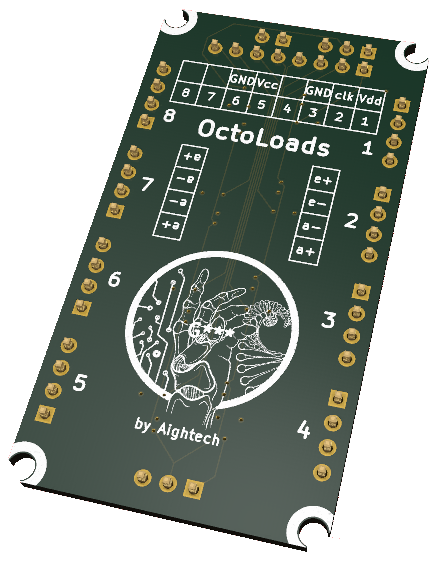 GND Vcc GND clk Vdd
8 7 6 5 4 3 2 1
8
OctoLoads
1
a+
a-
e-
e+
7
e+
e-
a-
a+
2
6
3
G***
5
4
by Aightech